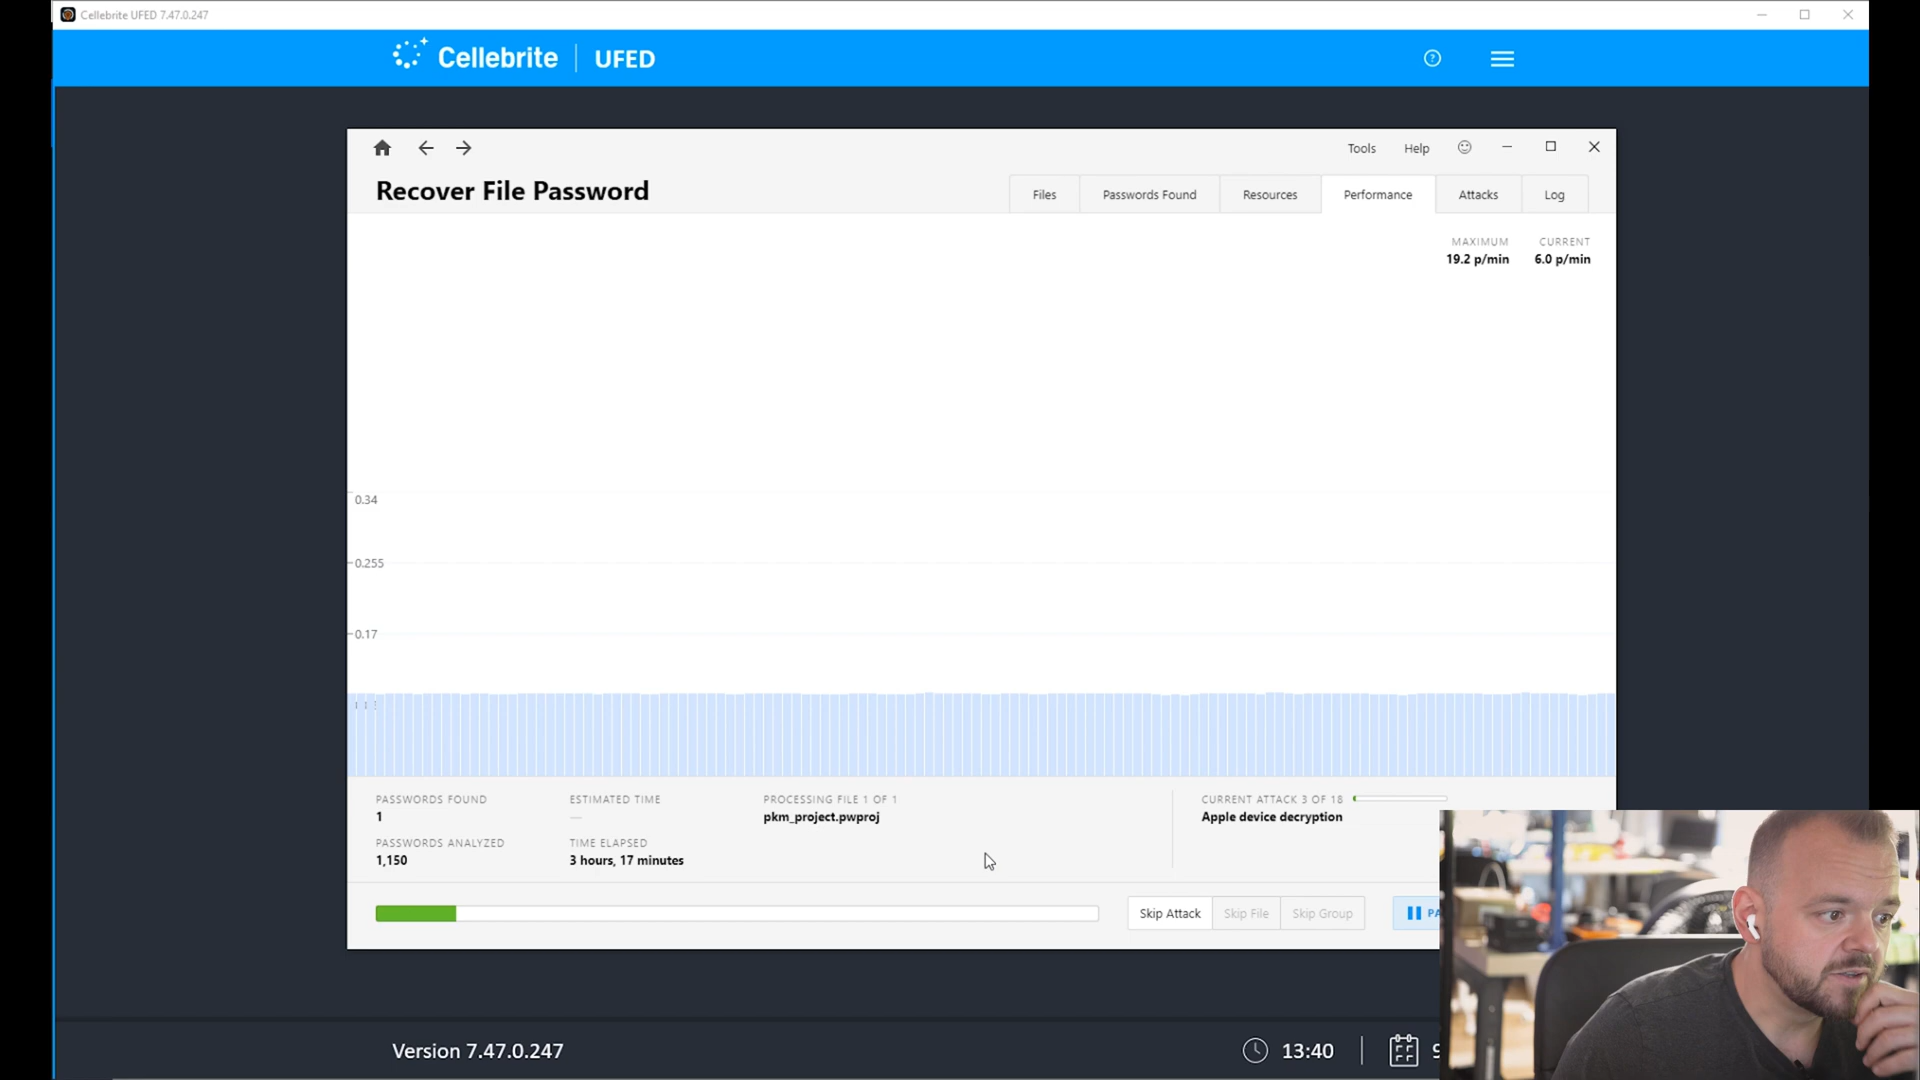 Cellebrite UFED 7.47.0.247
Cellebrite | UFED
Tools Help
Recover File Password
Files Passwords Found Resources Performance Attacks Log
MAXIMUM CURRENT
19.2 p/min 6.0 p/min
0.34
0.255
0.17
PASSWORDS FOUND ESTIMATED TIME PROCESSING FILE 1 OF 1 CURRENT ATTACK 3 OF 18
1 — pkm_project.pwproj Apple device decryption
PASSWORDS ANALYZED TIME ELAPSED
1,150 3 hours, 17 minutes
Skip Attack Skip File Skip Group
Version 7.47.0.247 13:40